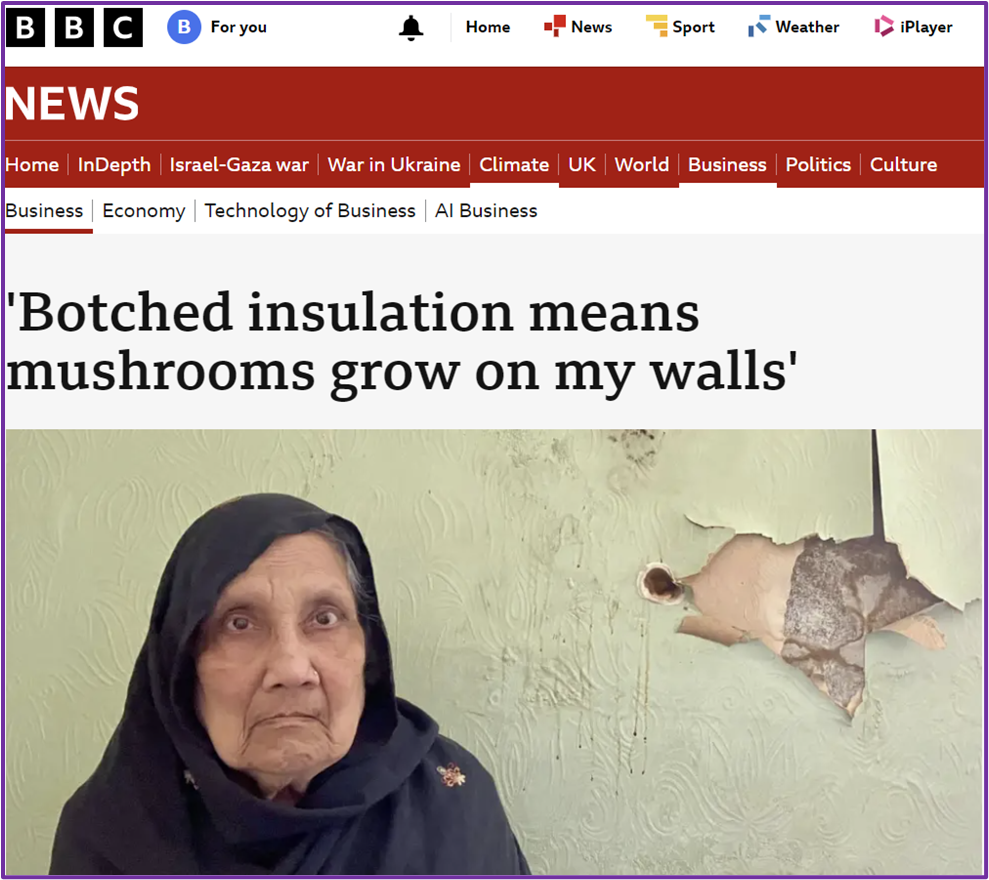 BBC B For you Home News Sport Weather iPlayer
NEWS
Home InDepth Israel-Gaza war War in Ukraine Climate UK World Business Politics Culture
Business Economy Technology of Business AI Business
'Botched insulation means
mushrooms grow on my walls'